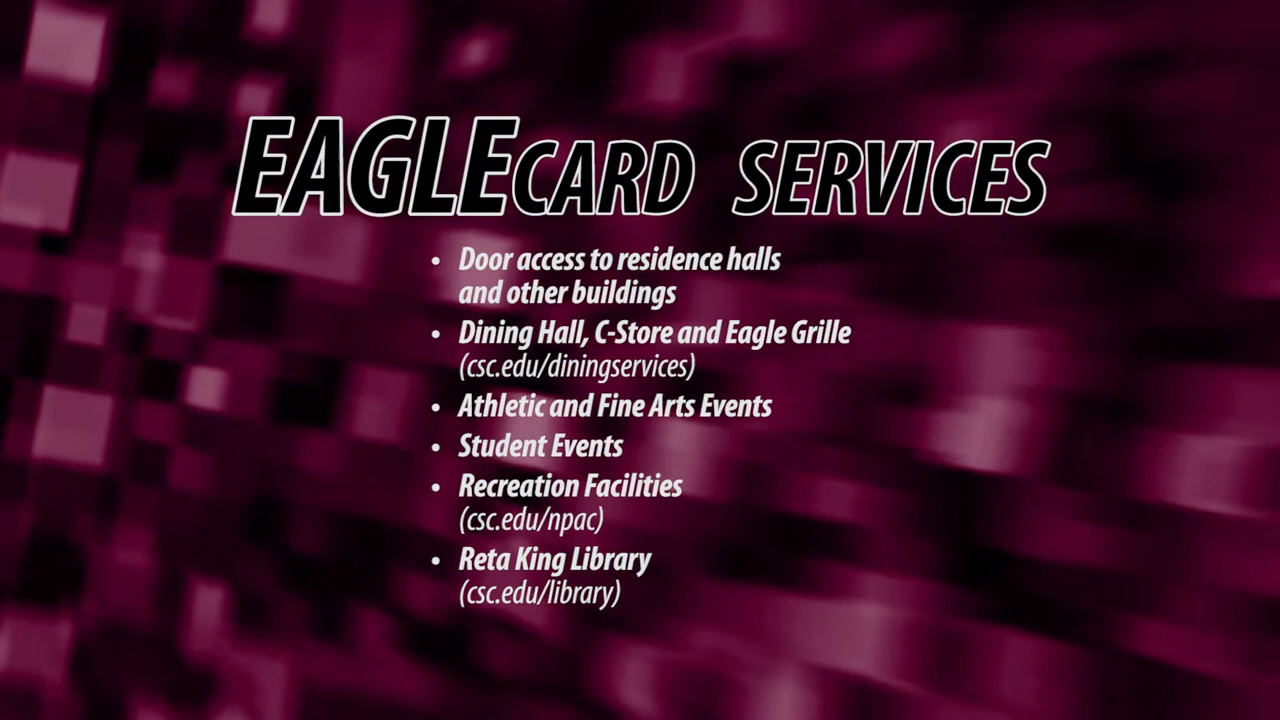 EAGLECARD SERVICES
• Door access to residence halls
and other buildings
• Dining Hall, C-Store and Eagle Grille
(csc.edu/diningservices)
• Athletic and Fine Arts Events
• Student Events
• Recreation Facilities
(csc.edu/npac)
• Reta King Library
(csc.edu/library)